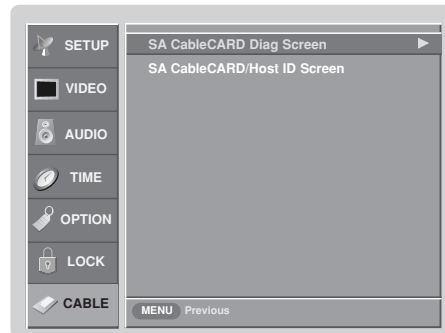 SETUP
VIDEO
AUDIO
TIME
OPTION
LOCK
CABLE
SA CableCARD Diag Screen
SA CableCARD/Host ID Screen
MENU Previous